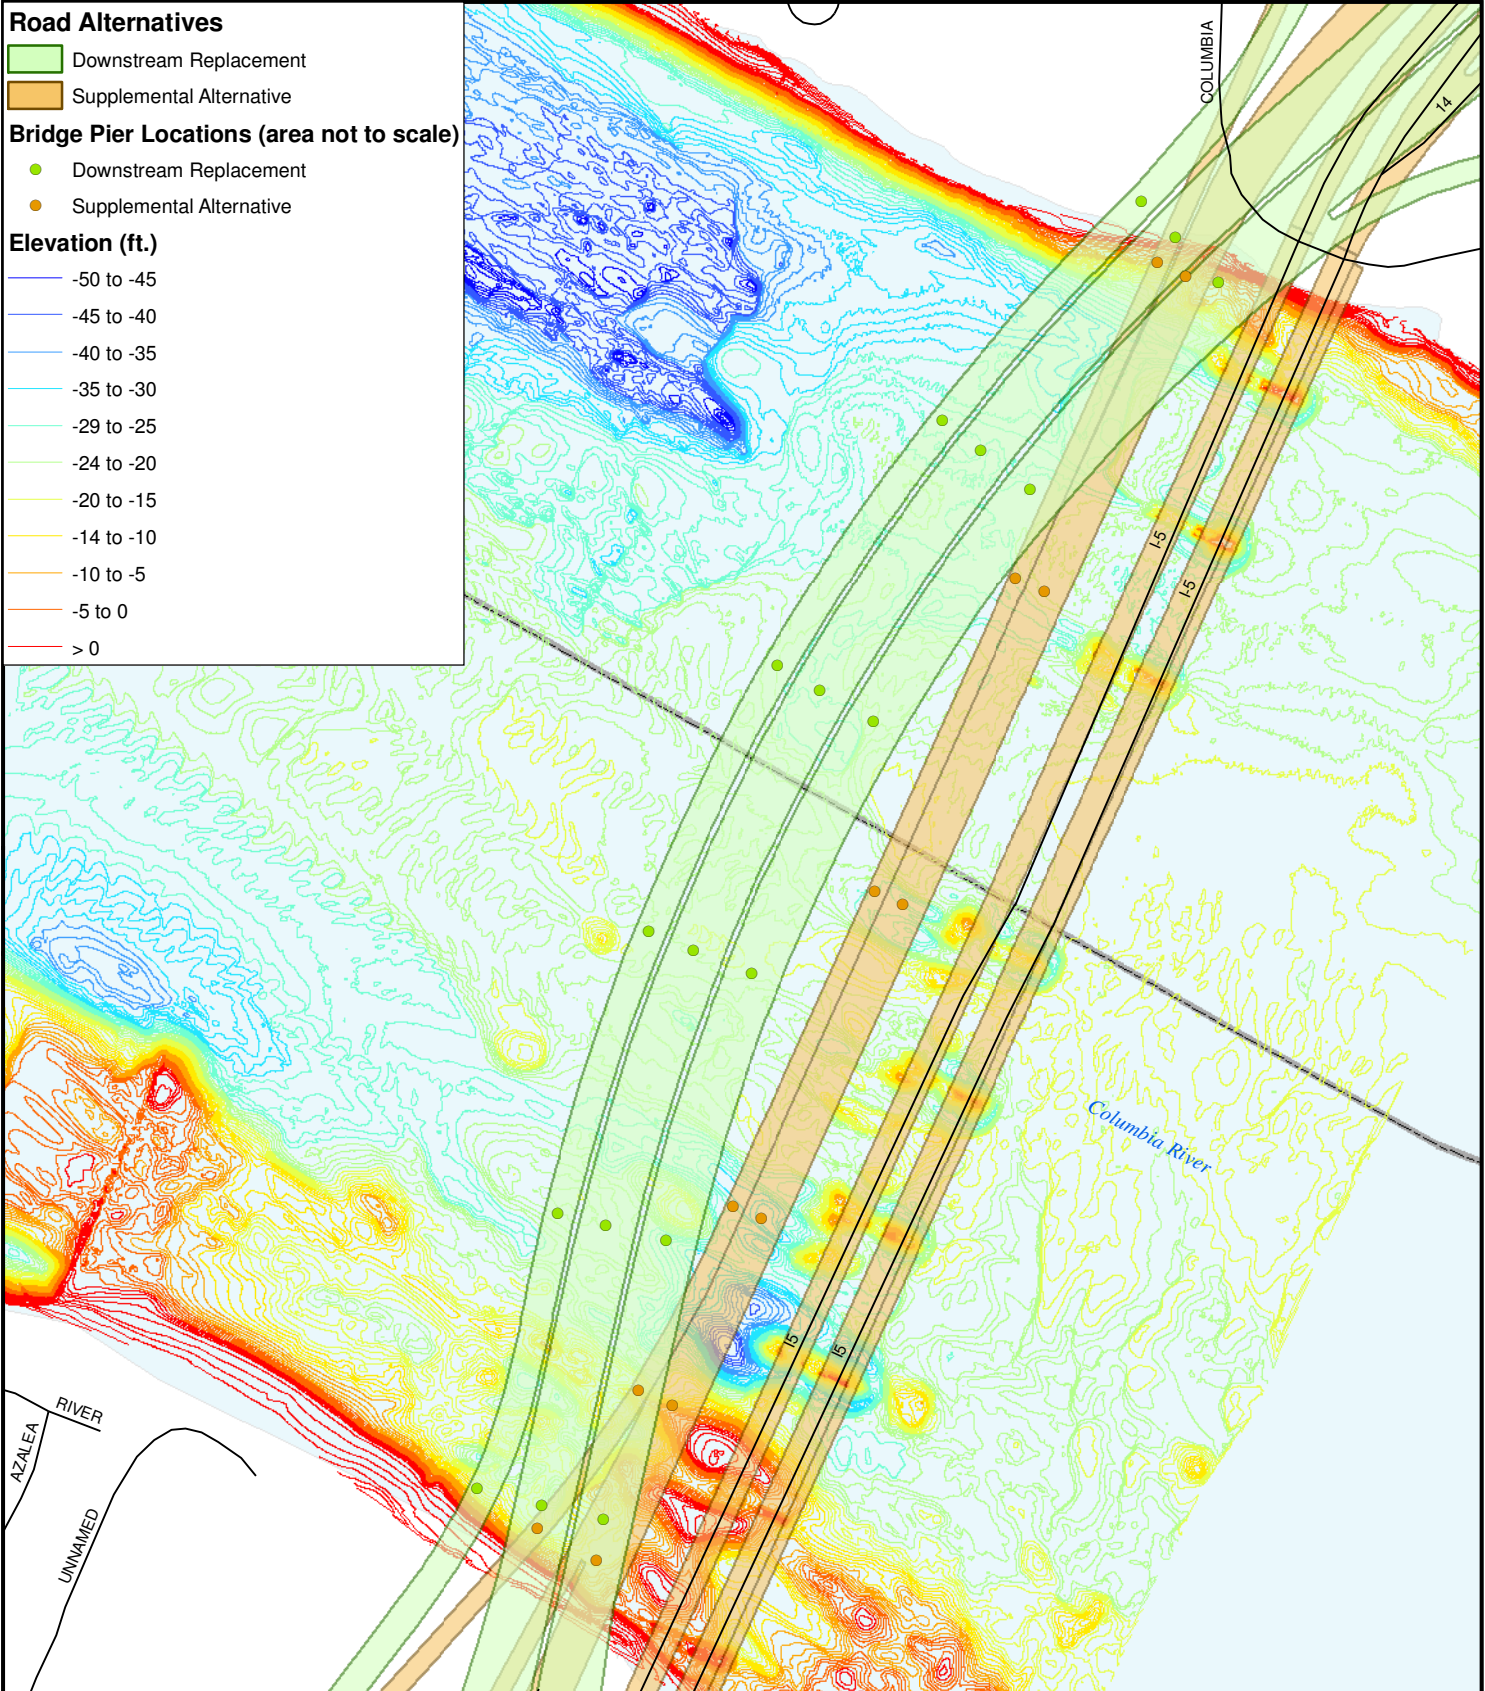 Road Alternatives
Downstream Replacement
Supplemental Alternative
Bridge Pier Locations (area not to scale)
Downstream Replacement
Supplemental Alternative
Elevation (ft.)
-50 to -45
-45 to -40
-40 to -35
-35 to -30
-29 to -25
-24 to -20
-20 to -15
-14 to -10
-10 to -5
-5 to 0
> 0
COLUMBIA
14
I-5
I-5
Columbia River
I5
I5
RIVER
AZALEA
UNNAMED